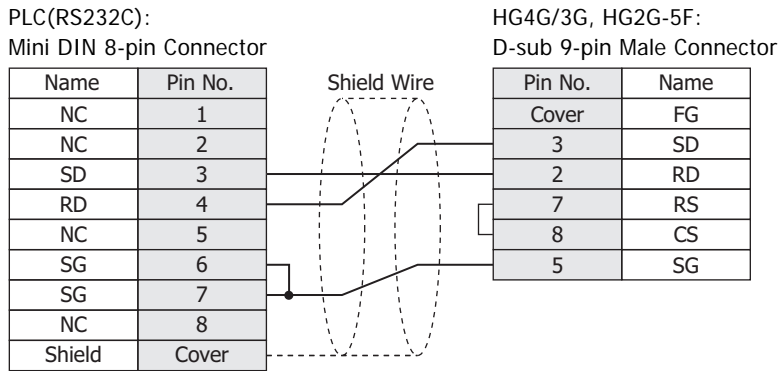 PLC(RS232C): HG4G/3G, HG2G-5F:
Mini DIN 8-pin Connector D-sub 9-pin Male Connector
Name Pin No. Shield Wire Pin No. Name
NC 1 Cover FG
NC 2 3 SD
SD 3 2 RD
RD 4 7 RS
NC 5 8 CS
SG 6 5 SG
SG 7
NC 8
Shield Cover